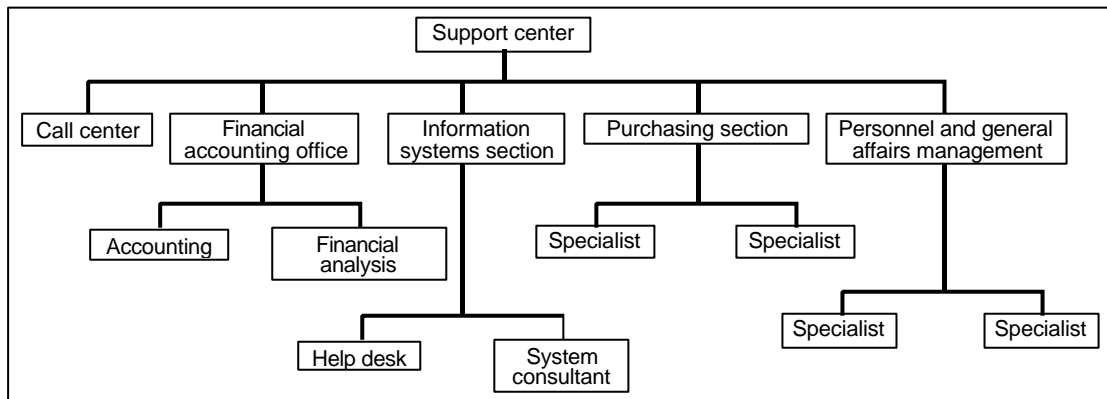 Support center
Call center
Financial
accounting office
Information
systems section
Purchasing section
Personnel and general
affairs management
Accounting
Financial
analysis
Specialist
Specialist
Help desk
System
consultant
Specialist
Specialist